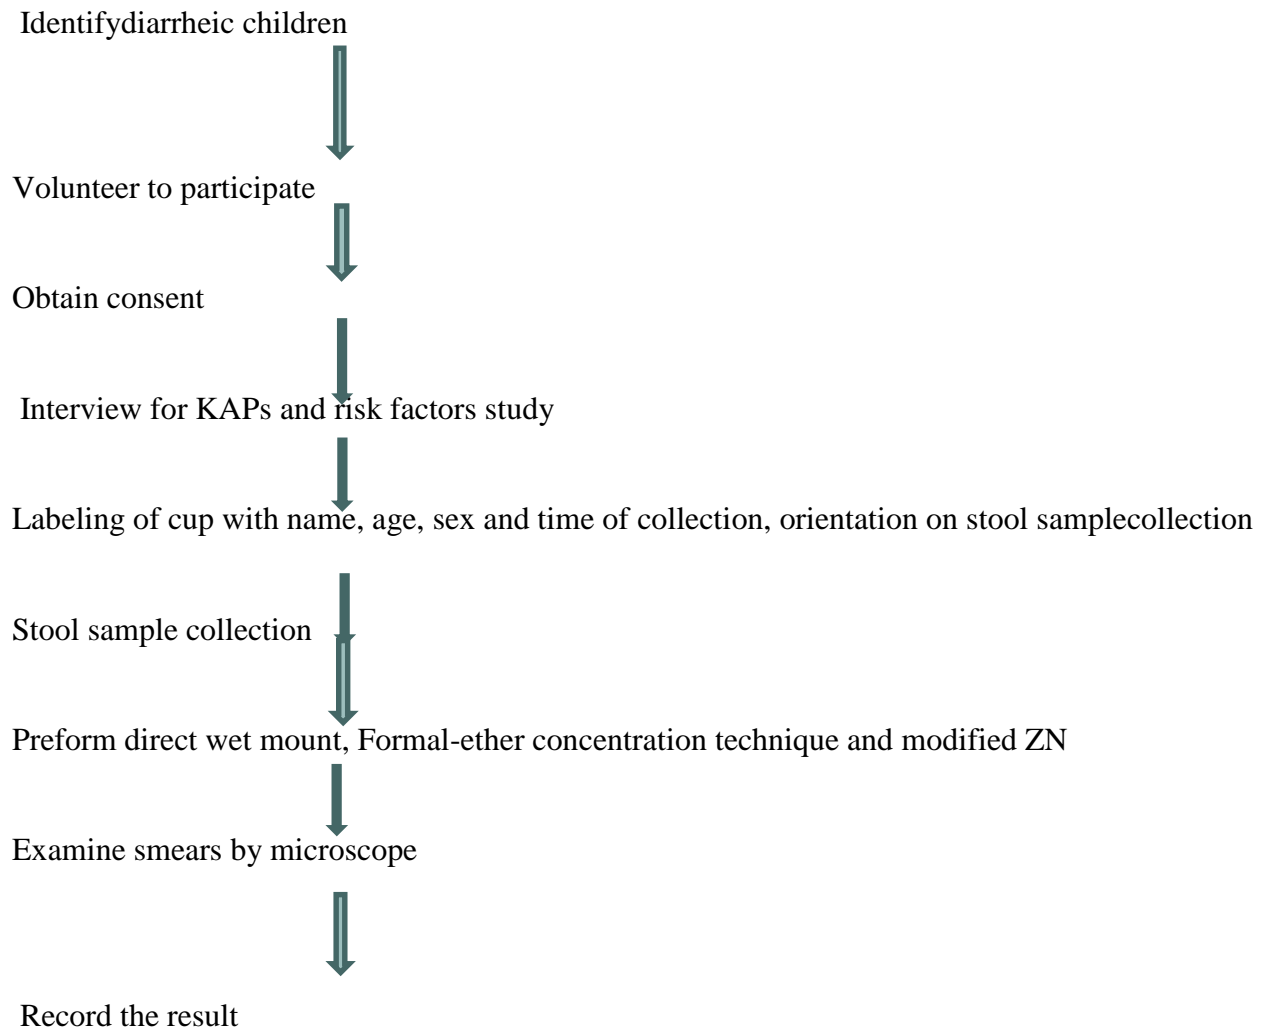 Identifydiarrheic children
Volunteer to participate
Obtain consent
Interview for KAPs and risk factors study
Labeling of cup with name, age, sex and time of collection, orientation on stool samplecollection
Stool sample collection
Preform direct wet mount, Formal-ether concentration technique and modified ZN
Examine smears by microscope
Record the result